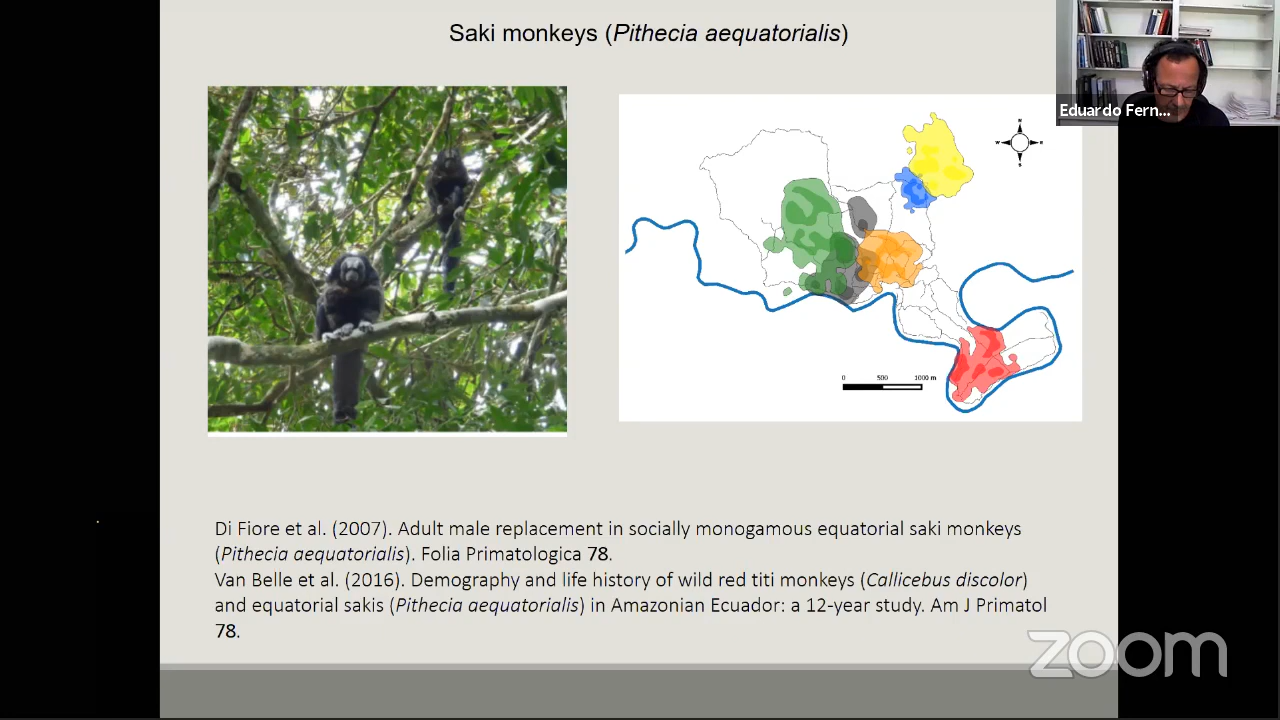 Saki monkeys (Pithecia aequatorialis)
Eduardo Fern...
N
W
E
S
0 500 1000 m
Di Fiore et al. (2007). Adult male replacement in socially monogamous equatorial saki monkeys
(Pithecia aequatorialis). Folia Primatologica 78.
Van Belle et al. (2016). Demography and life history of wild red titi monkeys (Callicebus discolor)
and equatorial sakis (Pithecia aequatorialis) in Amazonian Ecuador: a 12-year study. Am J Primatol
78.
zoom